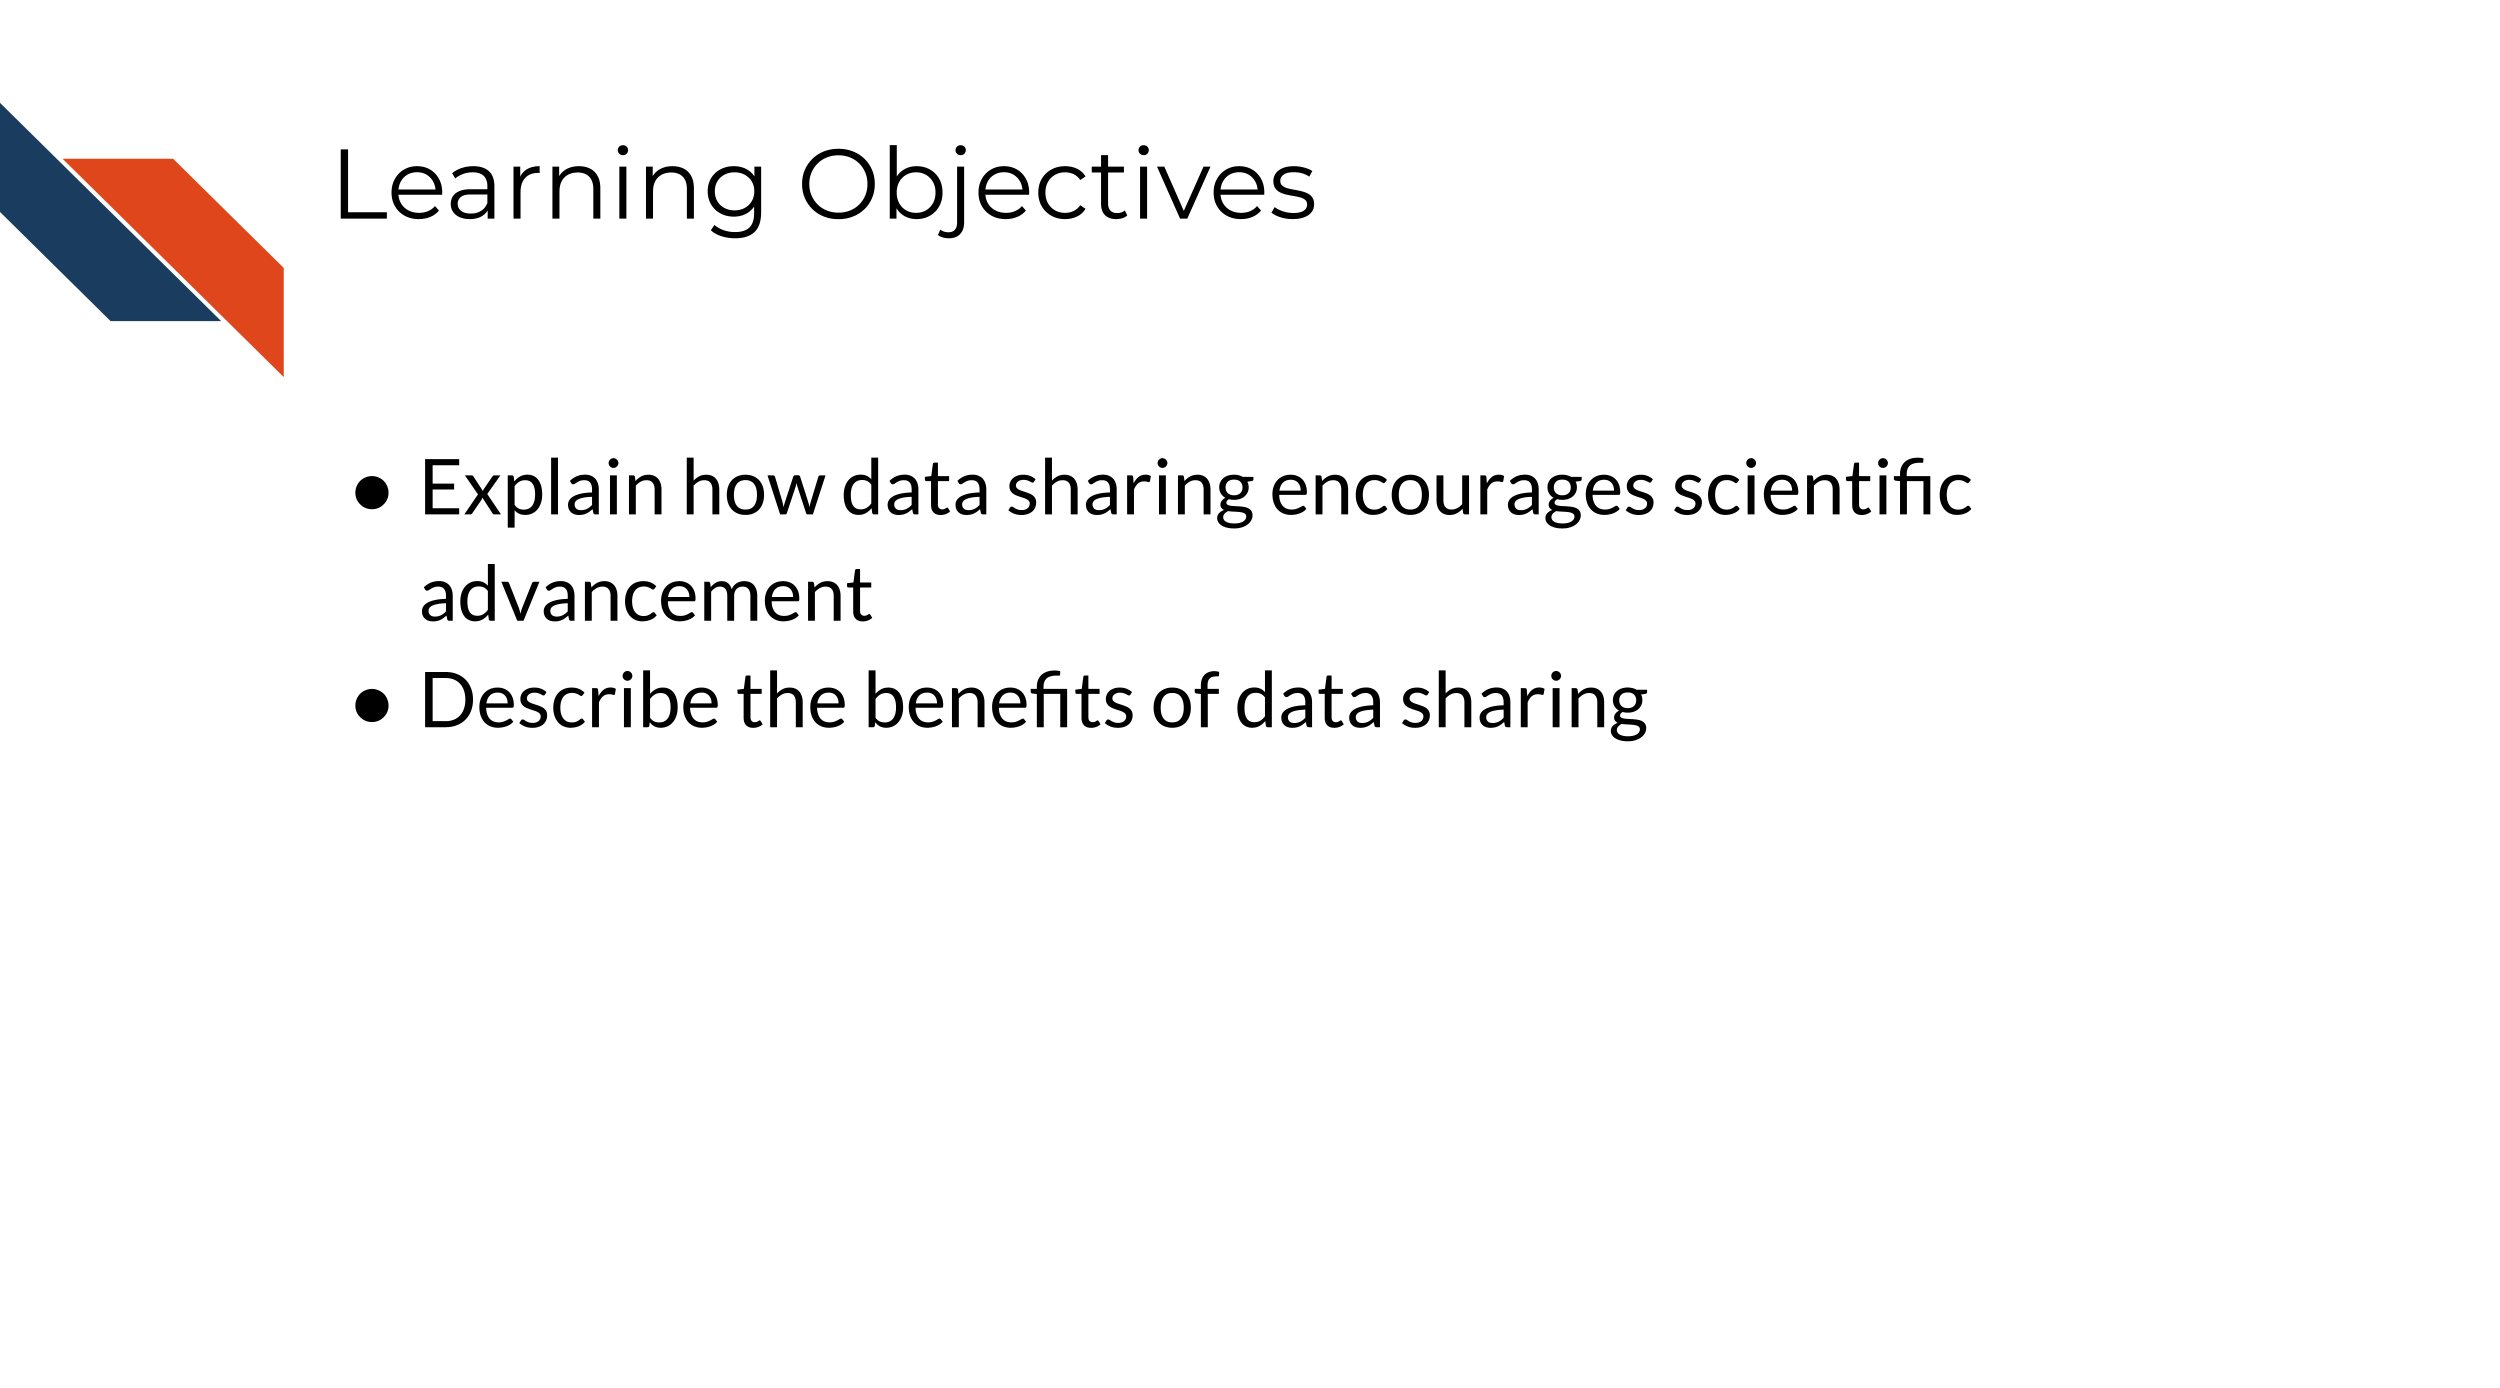 Learning Objectives
● Explain how data sharing encourages scientific
advancement
● Describe the benefits of data sharing